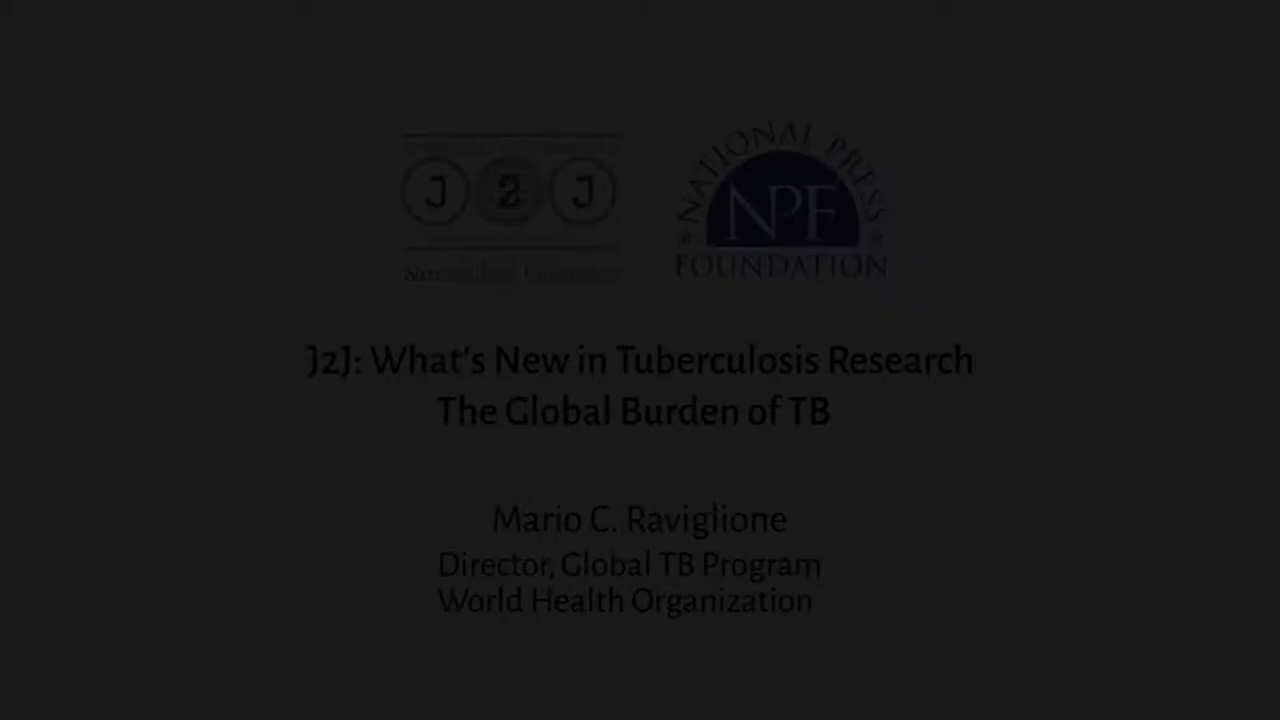 J 2 J
NATIONAL PRESS
NPF
FOUNDATION
J2J: What's New in Tuberculosis Research
The Global Burden of TB
Mario C. Raviglione
Director, Global TB Program
World Health Organization